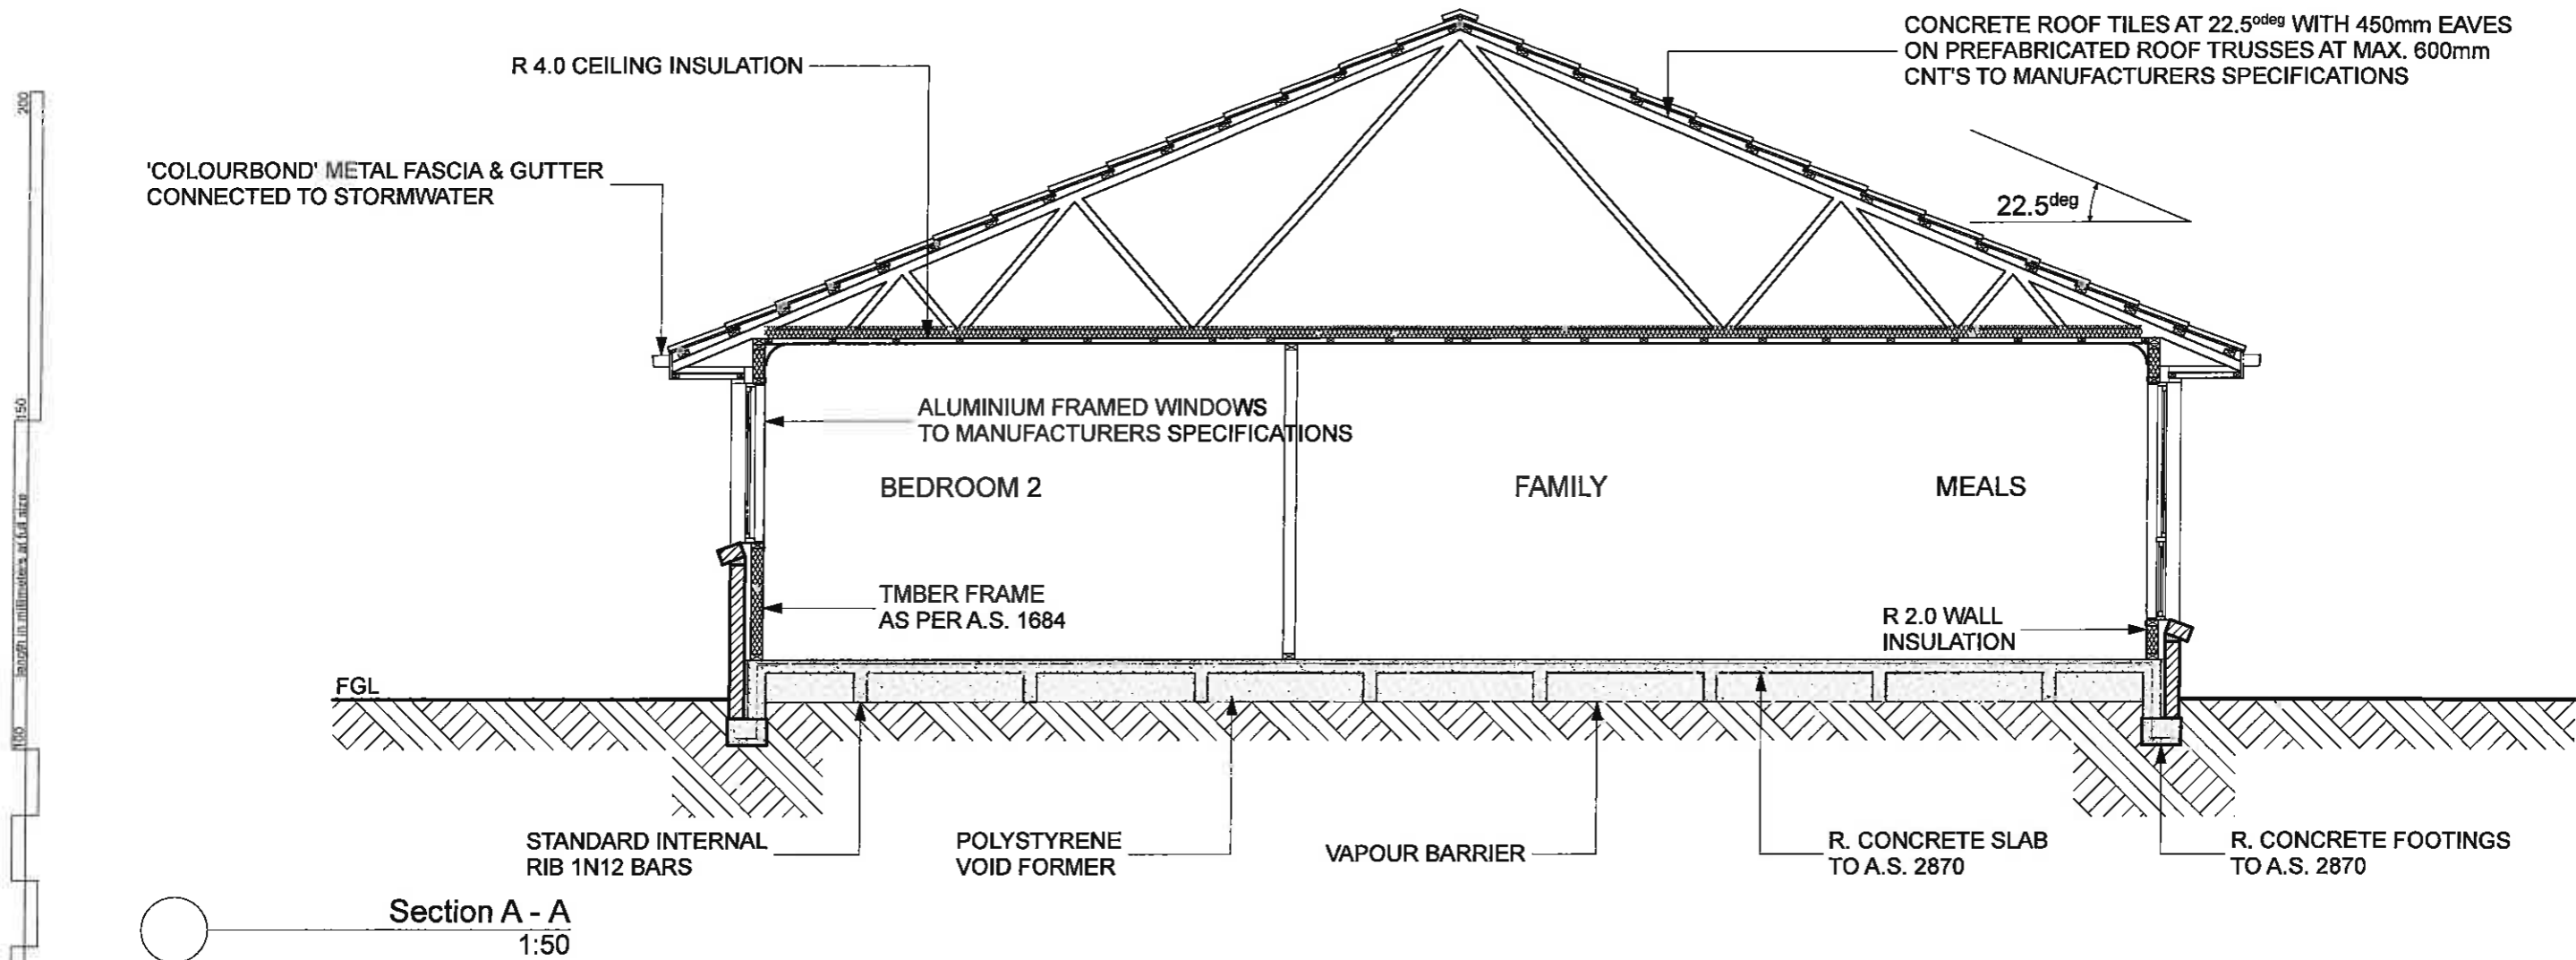 CONCRETE ROOF TILES AT 22.5odeg WITH 450mm EAVES
ON PREFABRICATED ROOF TRUSSES AT MAX. 600mm
CNT'S TO MANUFACTURERS SPECIFICATIONS
R 4.0 CEILING INSULATION
'COLOURBOND' METAL FASCIA & GUTTER
CONNECTED TO STORMWATER
22.5deg
ALUMINIUM FRAMED WINDOWS
TO MANUFACTURERS SPECIFICATIONS
BEDROOM 2
FAMILY
MEALS
TMBER FRAME
AS PER A.S. 1684
R 2.0 WALL
INSULATION
FGL
STANDARD INTERNAL
RIB 1N12 BARS
POLYSTYRENE
VOID FORMER
VAPOUR BARRIER
R. CONCRETE SLAB
TO A.S. 2870
R. CONCRETE FOOTINGS
TO A.S. 2870
Section A - A
1:50
200
150
length in millimeters at full size
100